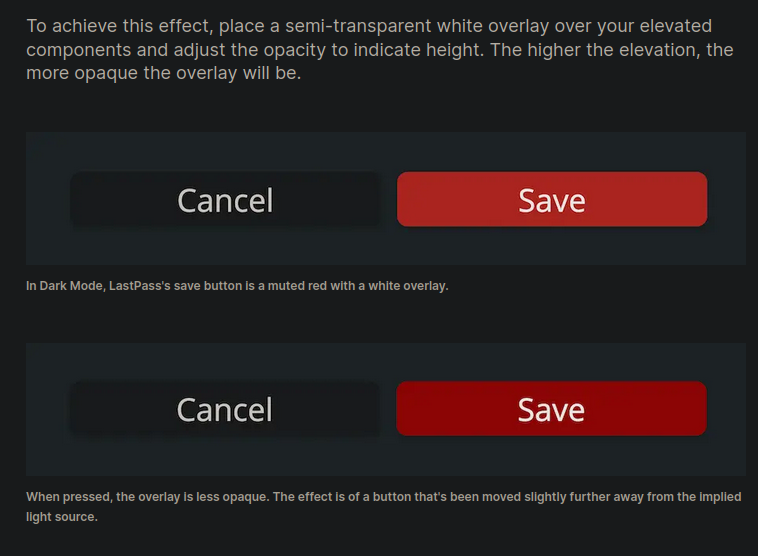 To achieve this effect, place a semi-transparent white overlay over your elevated
components and adjust the opacity to indicate height. The higher the elevation, the
more opaque the overlay will be.
Cancel Save
In Dark Mode, LastPass's save button is a muted red with a white overlay.
Cancel Save
When pressed, the overlay is less opaque. The effect is of a button that's been moved slightly further away from the implied
light source.